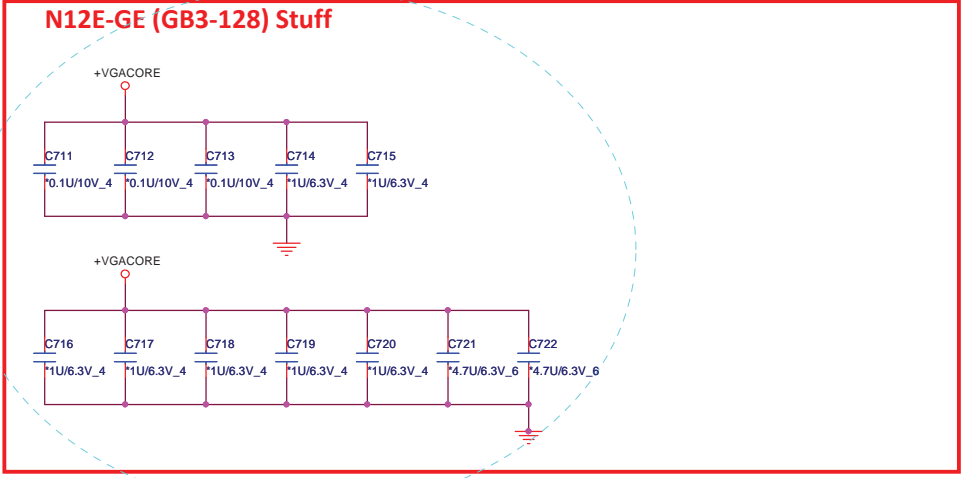 N12E-GE (GB3-128) Stuff
+VGACORE
C711 C712 C713 C714 C715
*0.1U/10V_4 *0.1U/10V_4 *0.1U/10V_4 *1U/6.3V_4 *1U/6.3V_4
+VGACORE
C716 C717 C718 C719 C720 C721 C722
*1U/6.3V_4 *1U/6.3V_4 *1U/6.3V_4 *1U/6.3V_4 *1U/6.3V_4 *4.7U/6.3V_6 *4.7U/6.3V_6